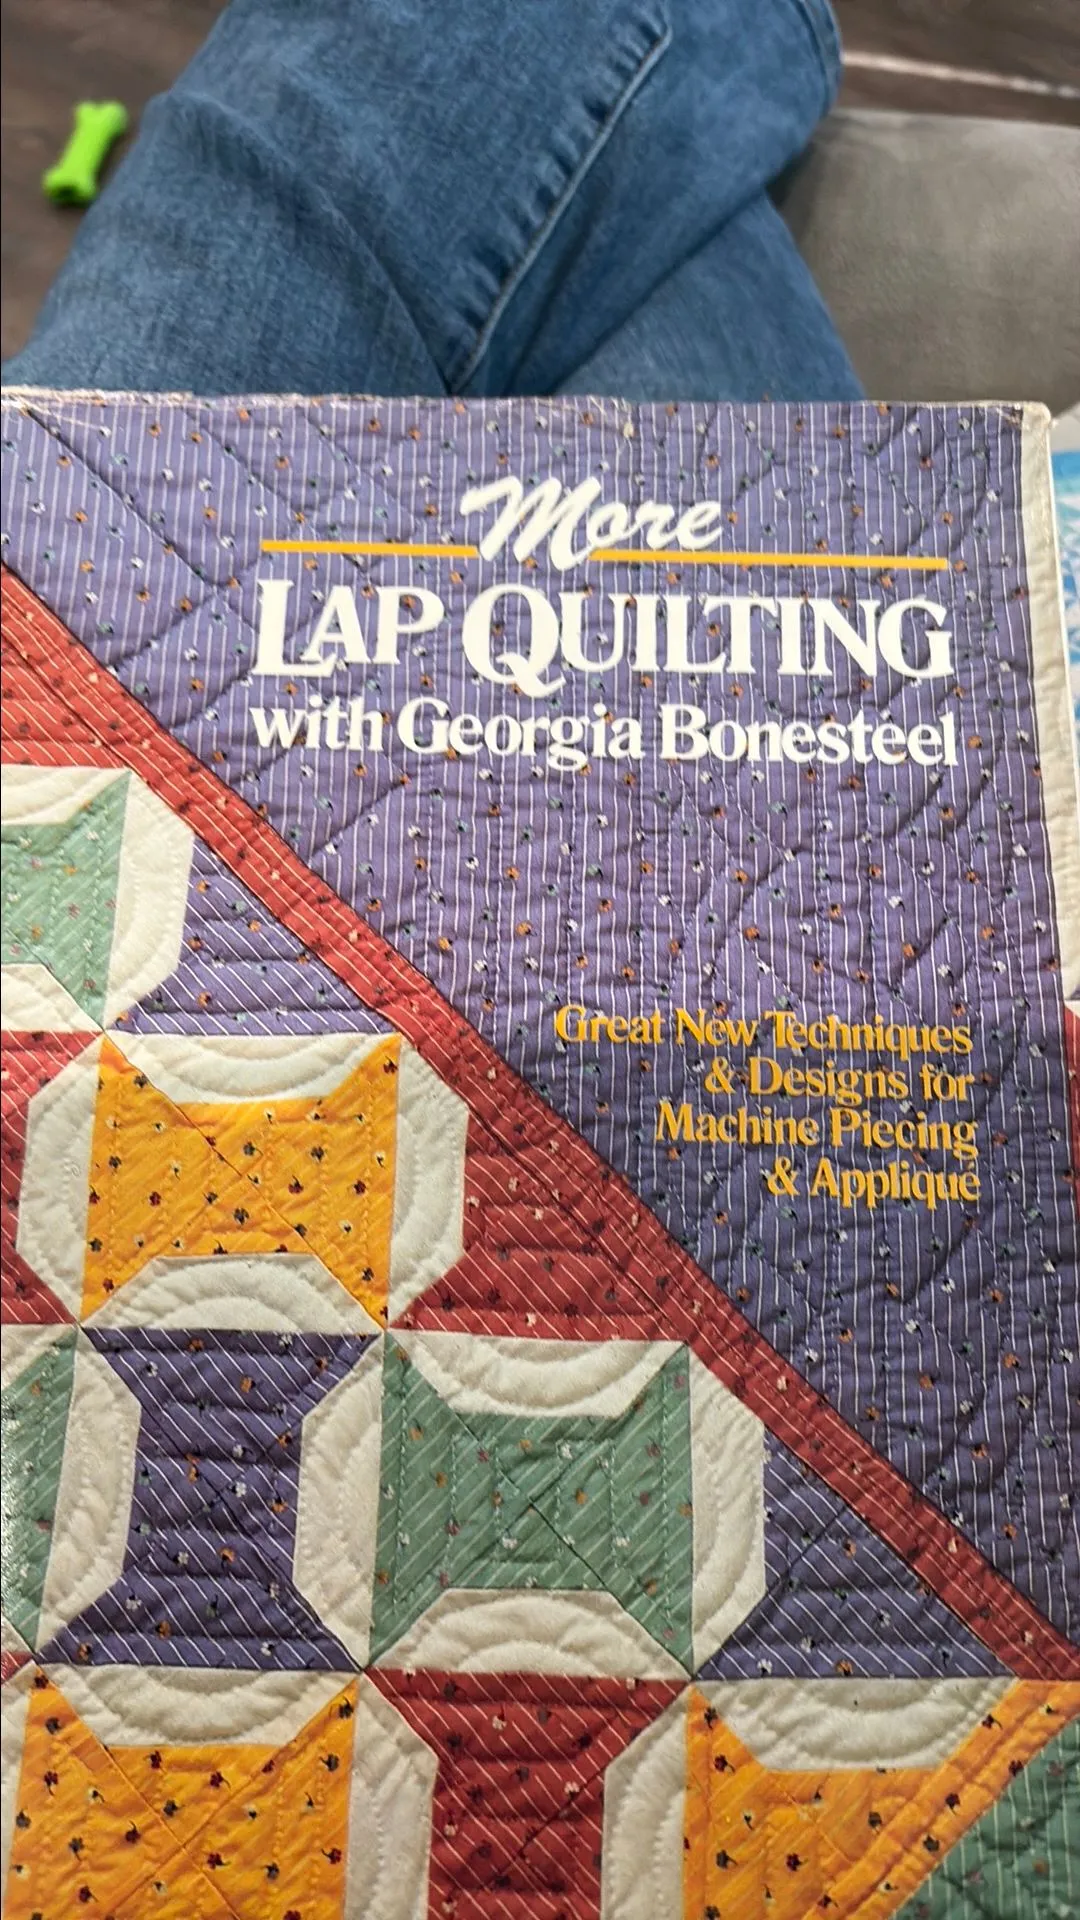 More
LAP QUILTING
with Georgia Bonesteel
Great New Techniques
& Designs for
Machine Piecing
& Appliqué